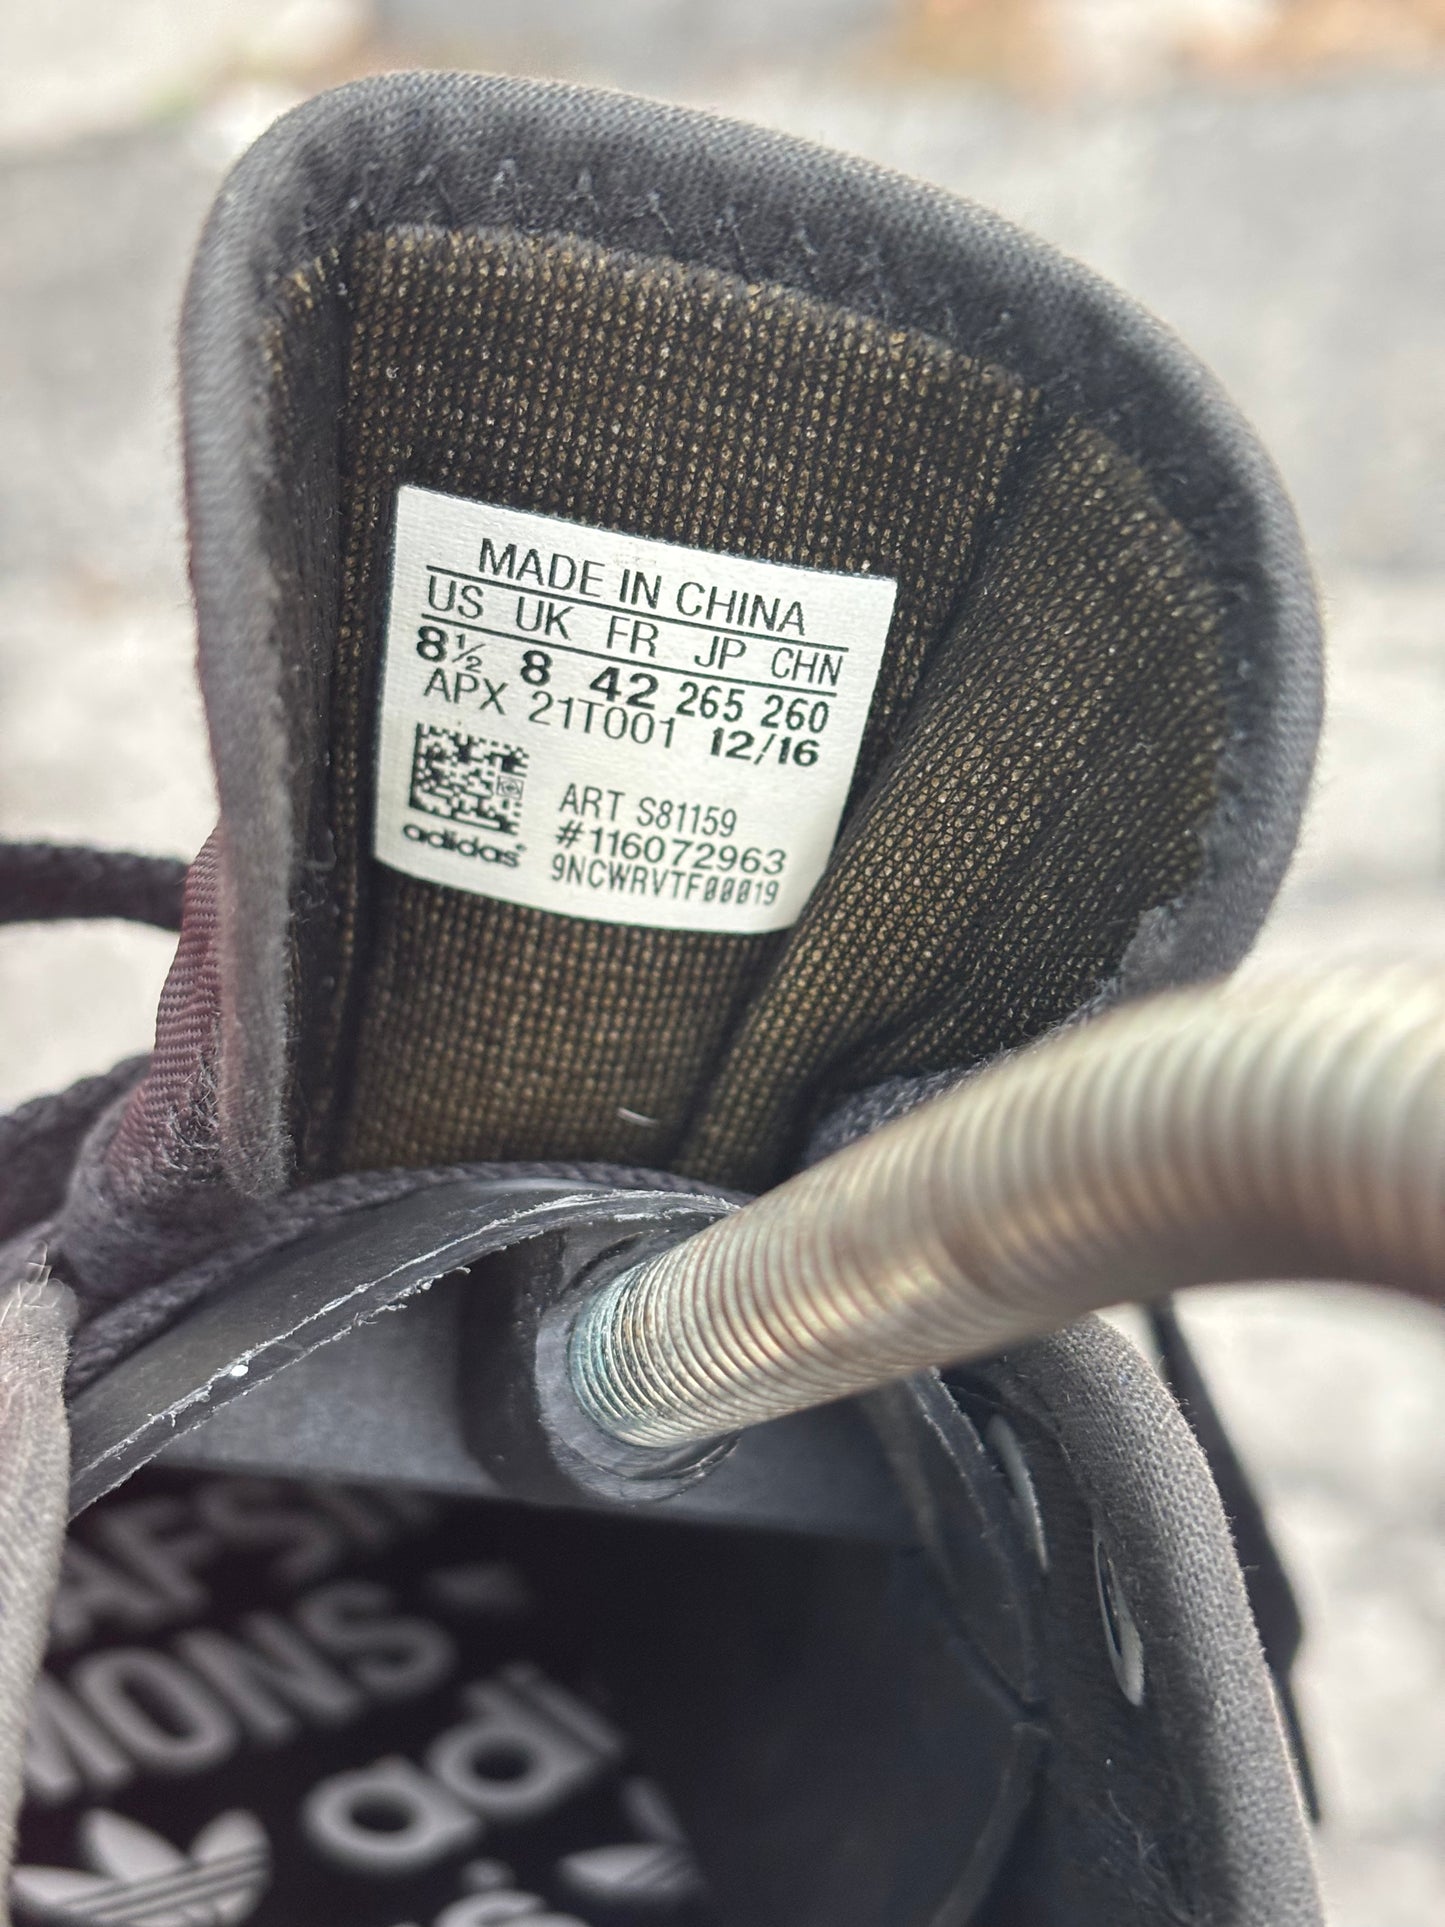 MADE IN CHINA
US UK FR JP CHN
8½ 8 42 265 260
APX 21T001 12/16
ART S81159
#116072963
9NCWRVTF00019
adidas
MONS
adi